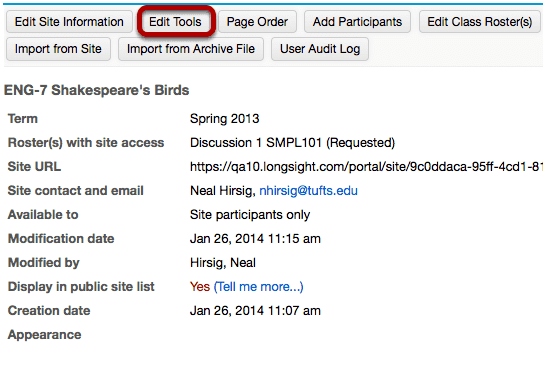 Edit Site Information Edit Tools Page Order Add Participants Edit Class Roster(s)
Import from Site Import from Archive File User Audit Log
ENG-7 Shakespeare's Birds
Term Spring 2013
Roster(s) with site access Discussion 1 SMPL101 (Requested)
Site URL https://qa10.longsight.com/portal/site/9c0ddaca-95ff-4cd1-81
Site contact and email Neal Hirsig, nhirsig@tufts.edu
Available to Site participants only
Modification date Jan 26, 2014 11:15 am
Modified by Hirsig, Neal
Display in public site list Yes (Tell me more...)
Creation date Jan 26, 2014 11:07 am
Appearance